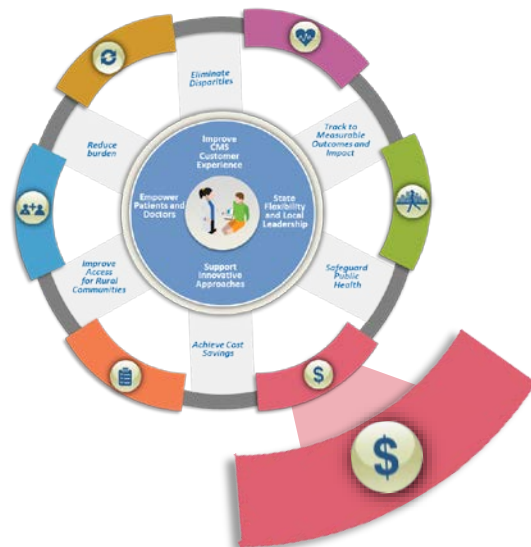 Eliminate
Disparities
Reduce
burden
Improve
CMS
Customer
Experience
Track to
Measurable
Outcomes and
Impact
Empower
Patients and
Doctors
State
Flexibility
and Local
Leadership
Improve
Access
for Rural
Communities
Support
Innovative
Approaches
Safeguard
Public
Health
Achieve Cost
Savings
$
$